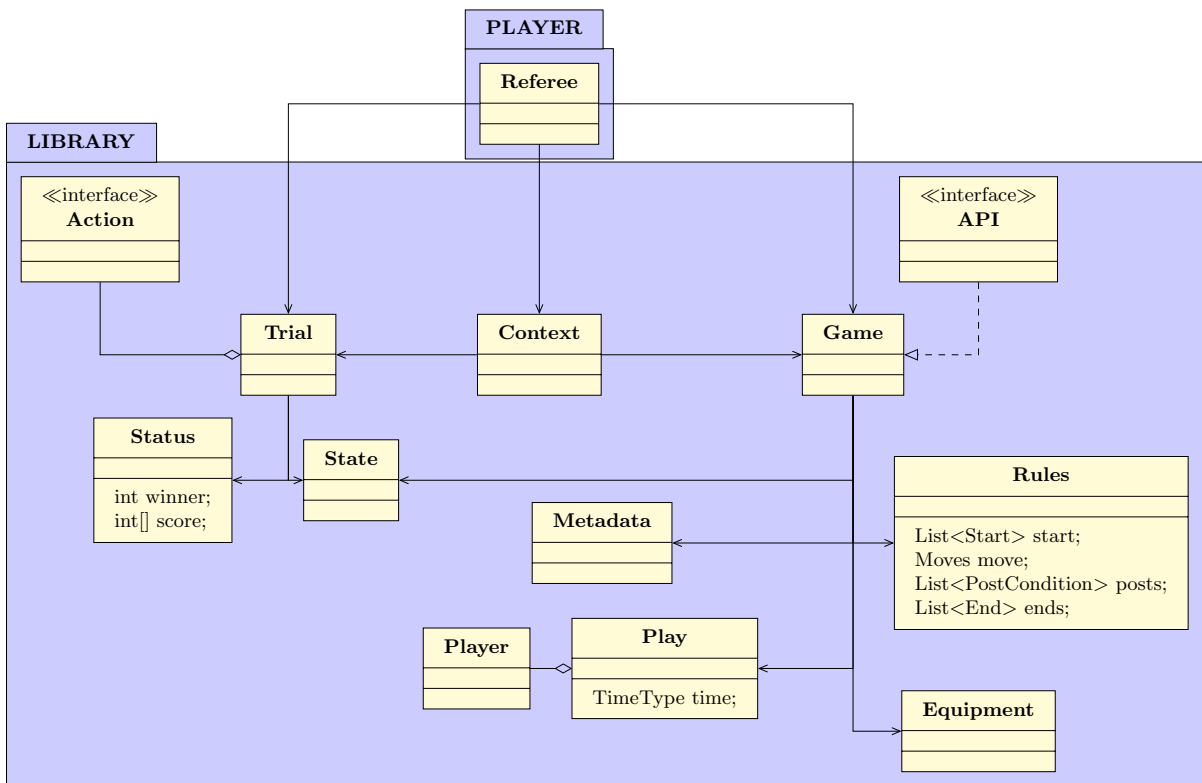 PLAYER
Referee
LIBRARY
≪interface≫
Action
≪interface≫
API
Trial
Context
Game
Status
int winner;
int[] score;
State
Metadata
Rules
List<Start> start;
Moves move;
List<PostCondition> posts;
List<End> ends;
Player
Play
TimeType time;
Equipment